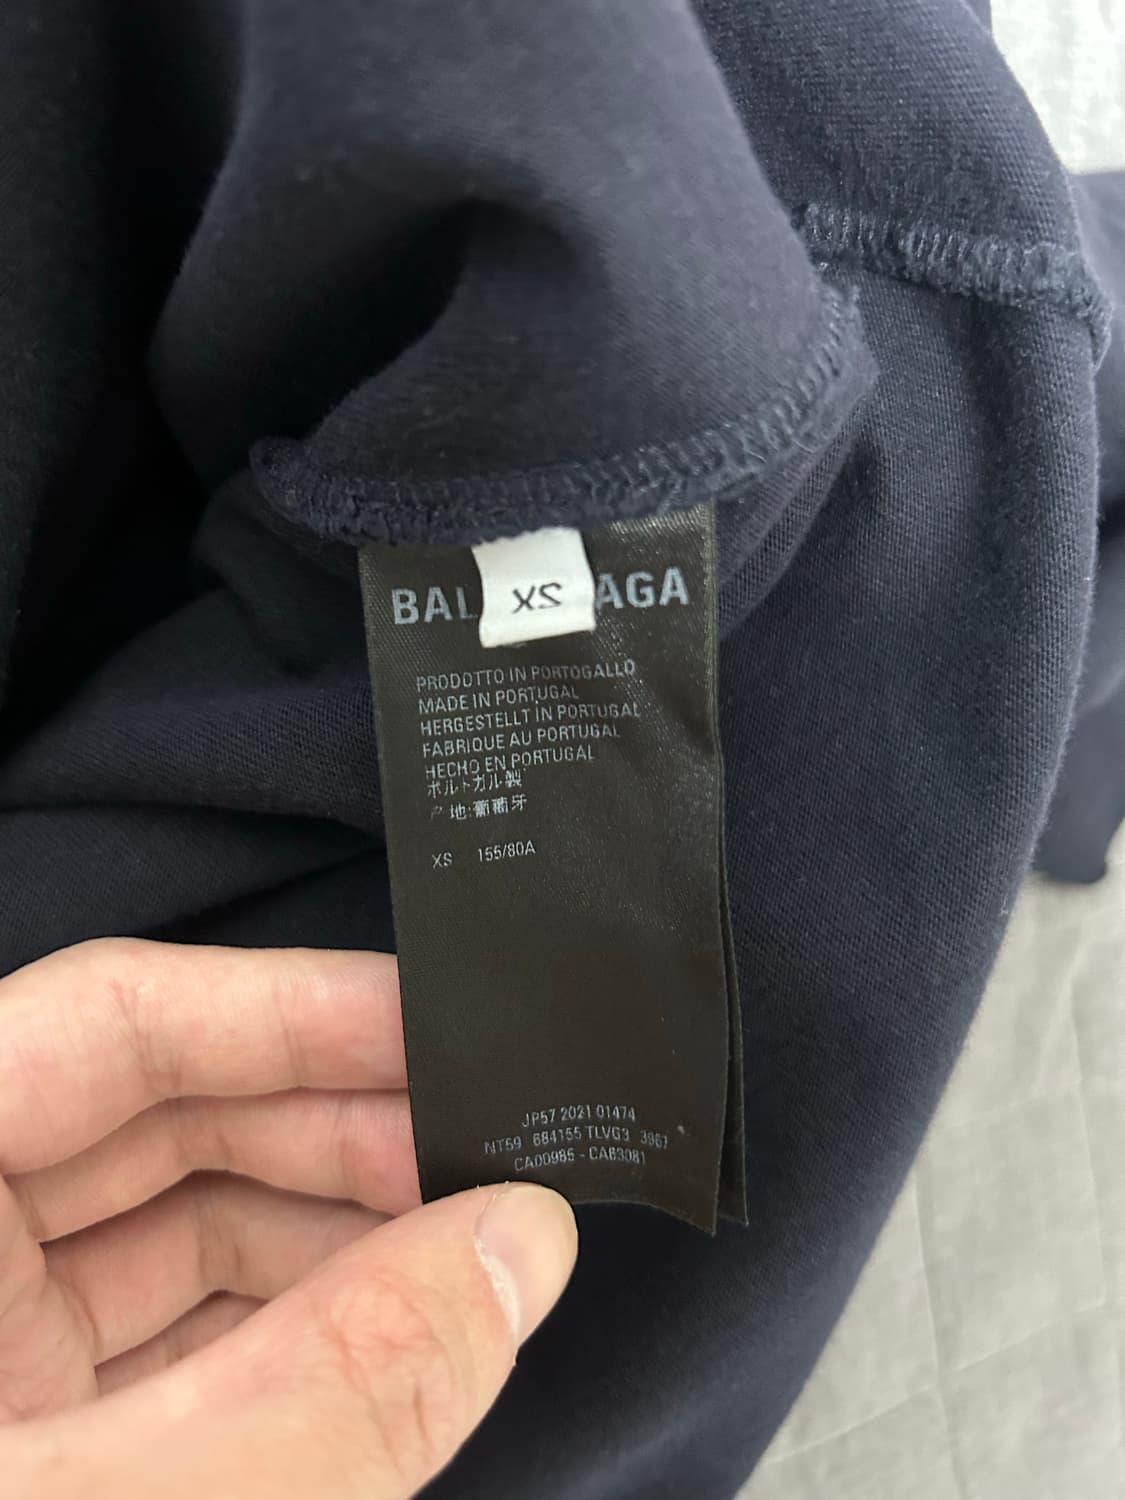 BAL AGA
XS
PRODOTTO IN PORTOGALLO
MADE IN PORTUGAL
HERGESTELLT IN PORTUGAL
FABRIQUE AU PORTUGAL
HECHO EN PORTUGAL
ポルトガル製
产地:葡萄牙
XS 155/80A
JP57 2021 01474
NT59 684155 TLVG3 3967
CA00985 - CA63081